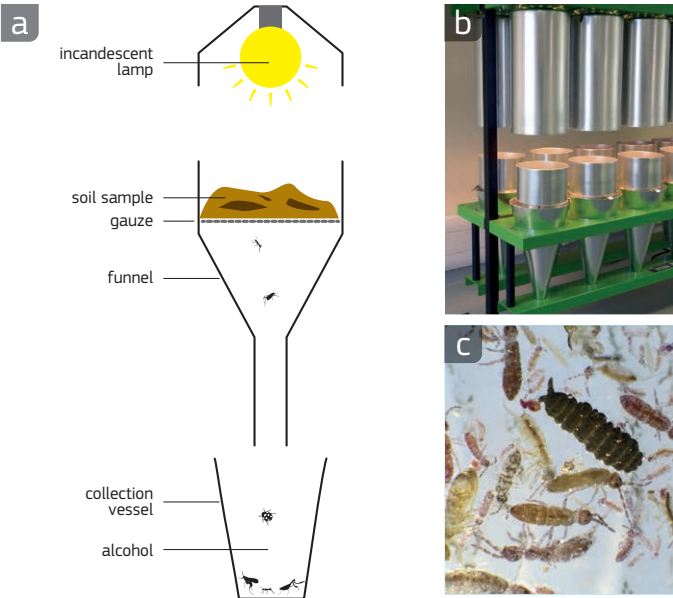 a
incandescent
lamp
soil sample
gauze
funnel
collection
vessel
alcohol
b
c